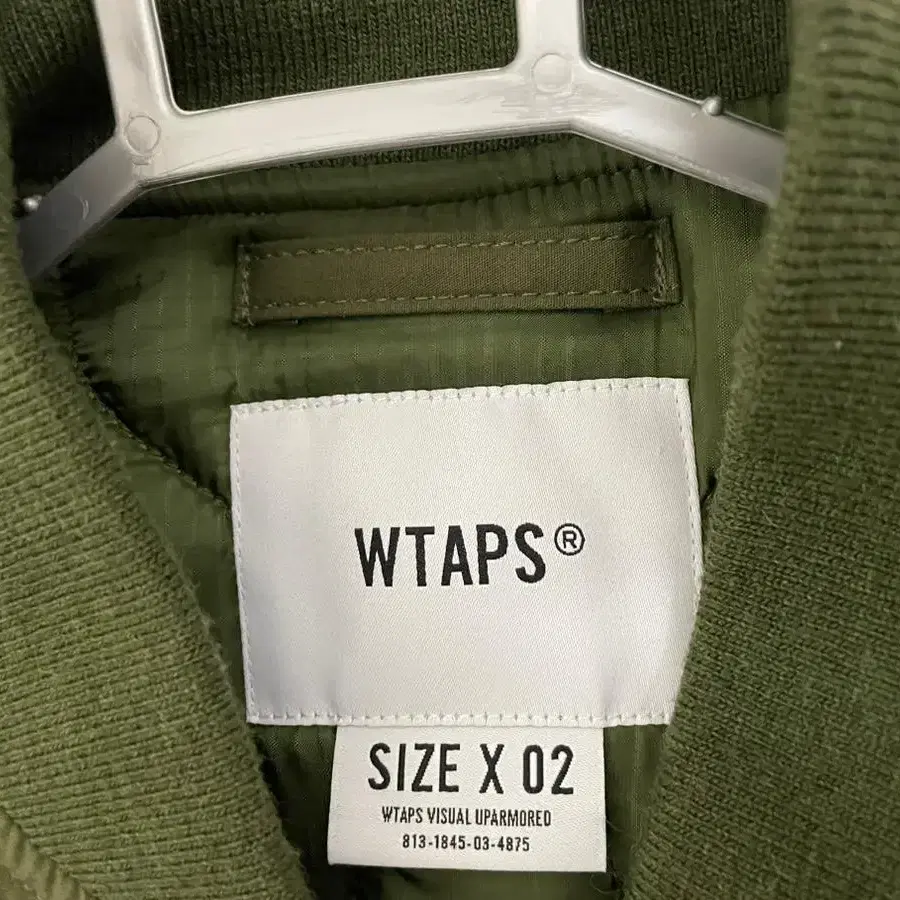 WTAPS®
SIZE X 02
WTAPS VISUAL UPARMORED
813-1845-03-4875